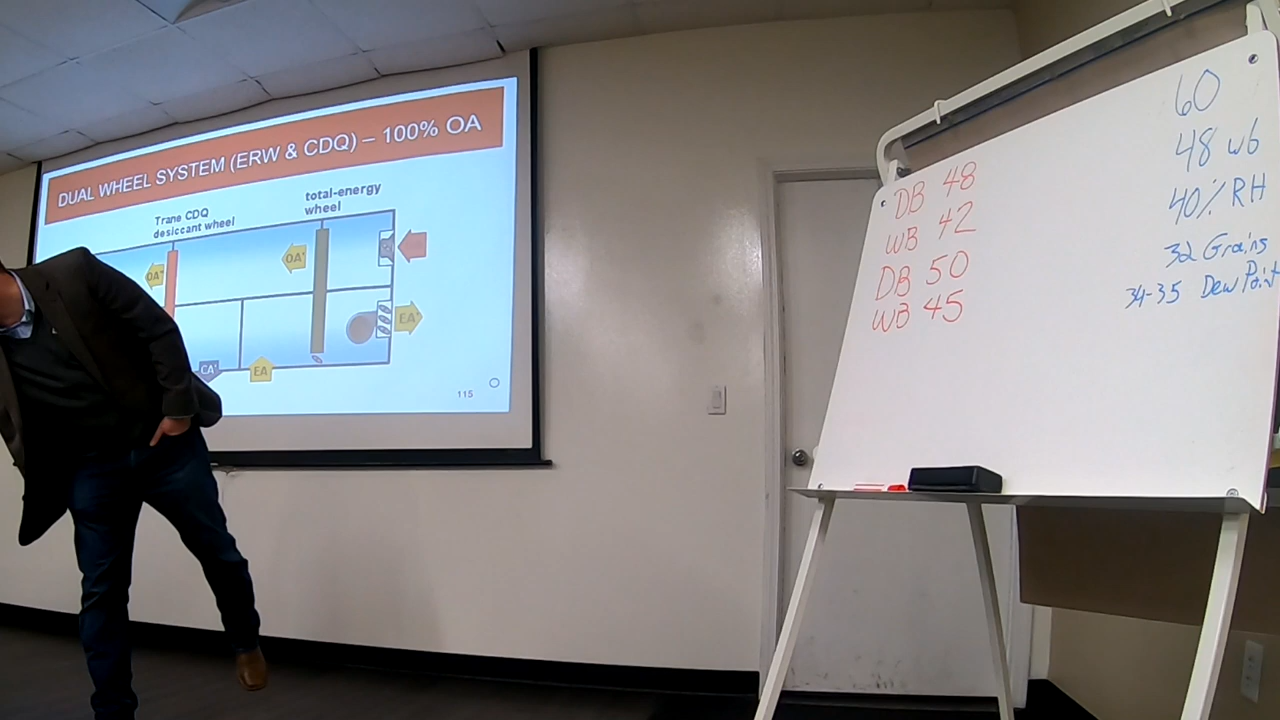 DUAL WHEEL SYSTEM (ERW & CDQ) – 100% OA
total-energy
wheel
Trane CDQ
desiccant wheel
OA"
OA'
EA'
CA'
EA
115
DB 48
WB 42
DB 50
WB 45
60
48 wb
40% RH
32 Grains
34-35 Dew Point